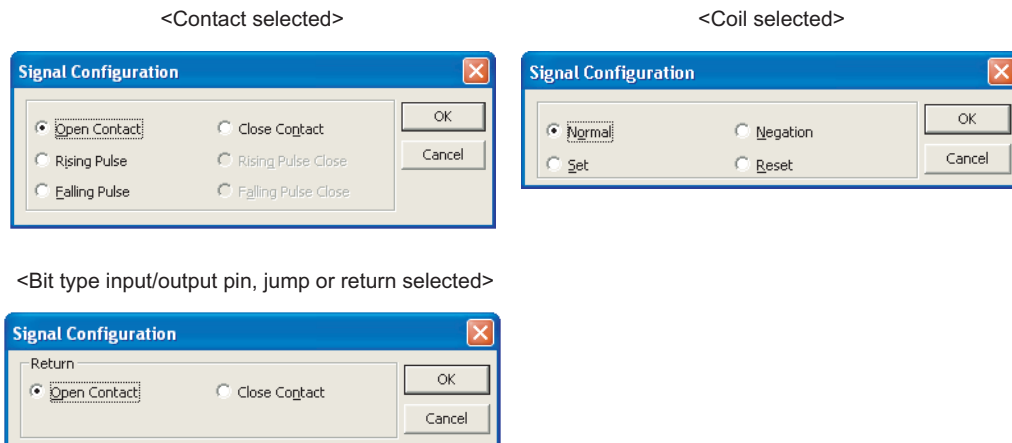 <Contact selected>
Signal Configuration
Open Contact
Close Contact
Rising Pulse
Rising Pulse Close
Falling Pulse
Falling Pulse Close
OK
Cancel
<Coil selected>
Signal Configuration
Normal
Negation
Set
Reset
OK
Cancel
<Bit type input/output pin, jump or return selected>
Signal Configuration
Return
Open Contact
Close Contact
OK
Cancel